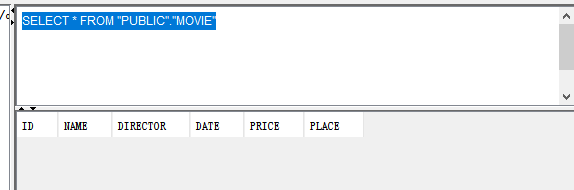 /c
SELECT * FROM "PUBLIC"."MOVIE"
ID NAME DIRECTOR DATE PRICE PLACE